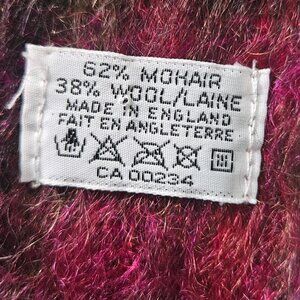 62% MOHAIR
38% WOOL/LAINE
MADE IN ENGLAND
FAIT EN ANGLETERRE
CA 00234